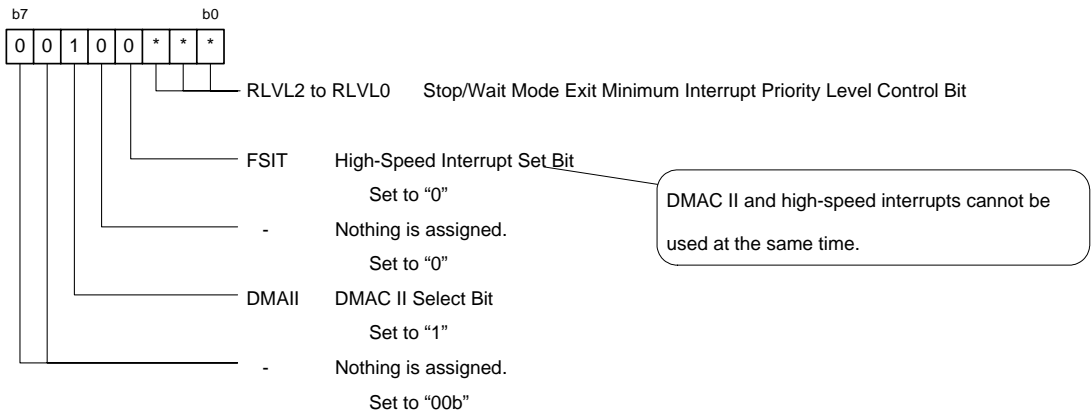 b7 b0
0 0 1 0 0 * * *
RLVL2 to RLVL0 Stop/Wait Mode Exit Minimum Interrupt Priority Level Control Bit
FSIT High-Speed Interrupt Set Bit
Set to “0”
DMAC II and high-speed interrupts cannot be
used at the same time.
- Nothing is assigned.
Set to “0”
DMAII DMAC II Select Bit
Set to “1”
- Nothing is assigned.
Set to “00b”